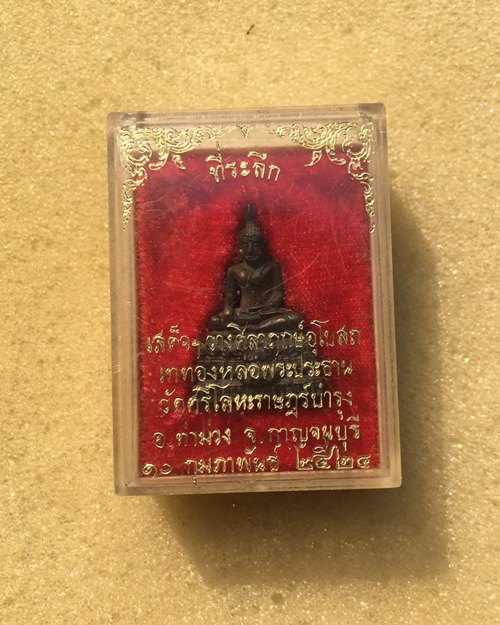 ที่ระลึก
เสด็จฯวางศิลาฤกษ์อุโบสถ
เททองหล่อพระประธาน
วัดศรีโลหะราษฎร์บำรุง
อ.ท่าม่วง จ.กาญจนบุรี
๑๐ กุมภาพันธ์ ๒๕๒๔